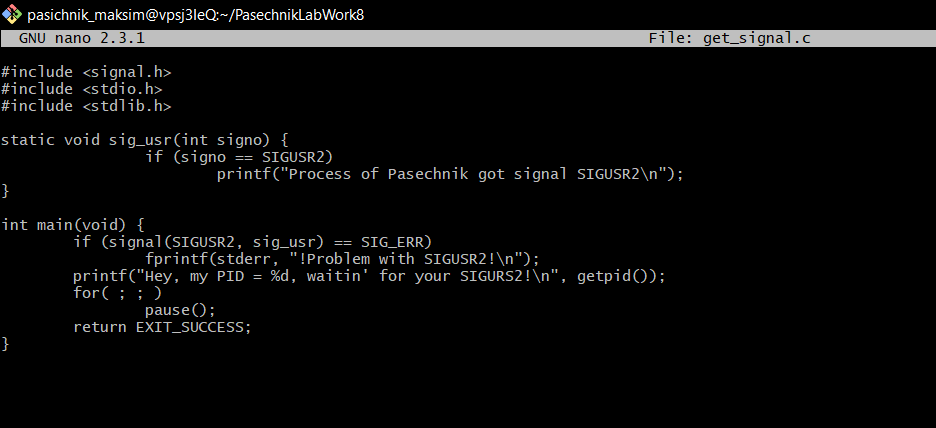 pasichnik_maksim@vpsj3IeQ:~/PasechnikLabWork8
GNU nano 2.3.1 File: get_signal.c
#include <signal.h>
#include <stdio.h>
#include <stdlib.h>
static void sig_usr(int signo) {
if (signo == SIGUSR2)
printf("Process of Pasechnik got signal SIGUSR2\n");
}
int main(void) {
if (signal(SIGUSR2, sig_usr) == SIG_ERR)
fprintf(stderr, "!Problem with SIGUSR2!\n");
printf("Hey, my PID = %d, waitin' for your SIGURS2!\n", getpid());
for( ; ; )
pause();
return EXIT_SUCCESS;
}